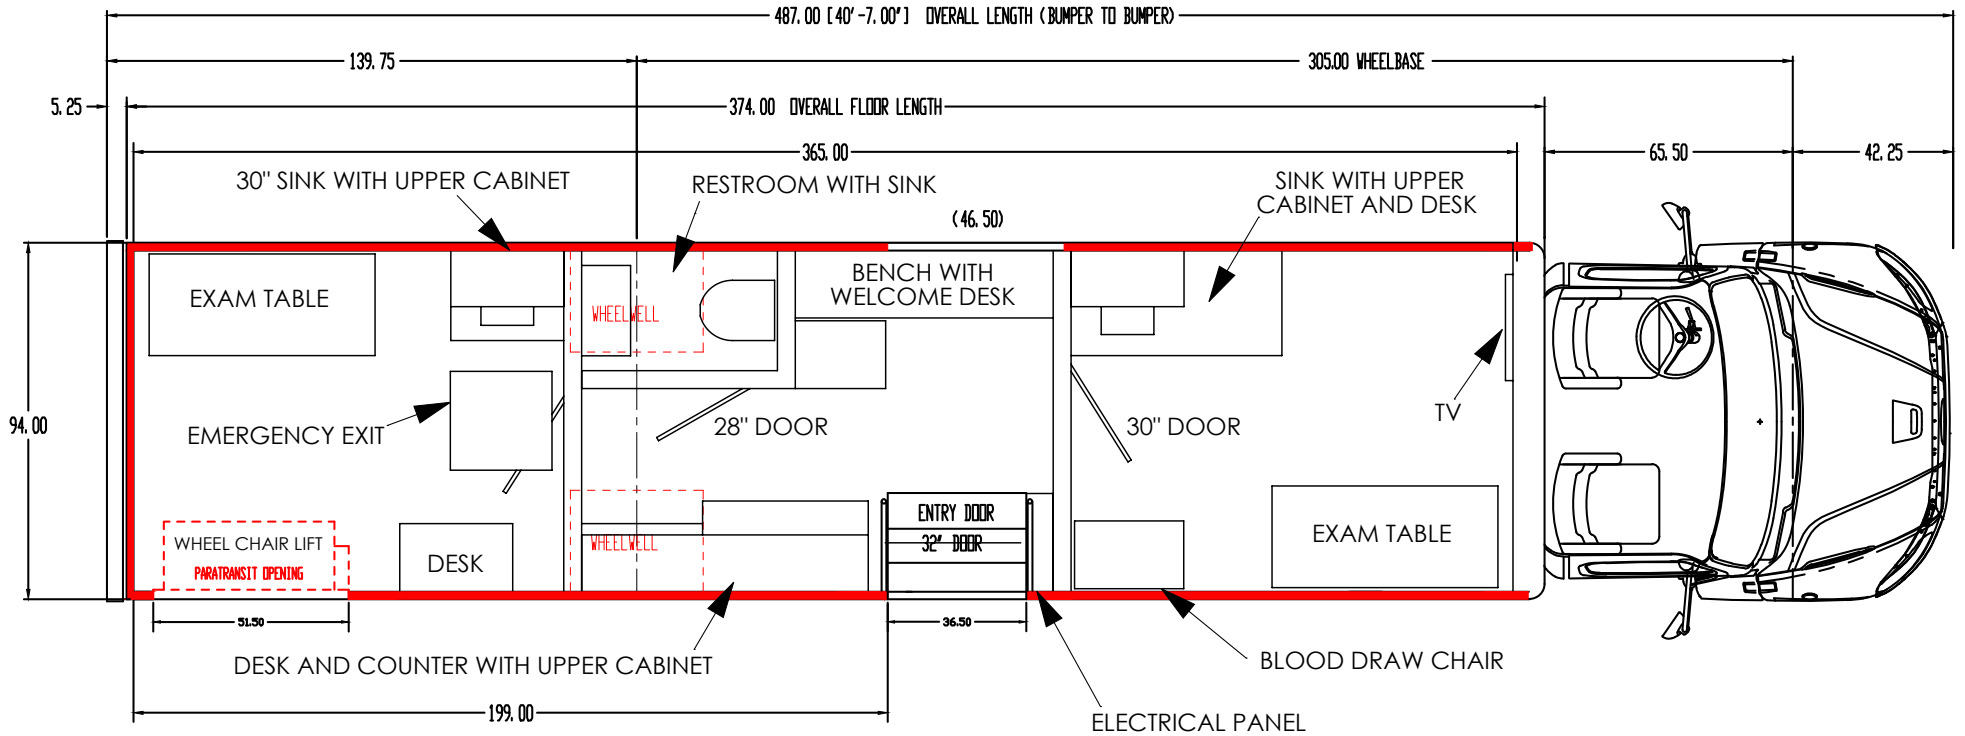 487.00 [40'-7.00"] OVERALL LENGTH (BUMPER TO BUMPER)
139.75
305.00 WHEELBASE
5.25
374.00 OVERALL FLOOR LENGTH
365.00
65.50
42.25
30" SINK WITH UPPER CABINET
RESTROOM WITH SINK
SINK WITH UPPER
CABINET AND DESK
(46.50)
EXAM TABLE
WHEELWELL
BENCH WITH
WELCOME DESK
94.00
EMERGENCY EXIT
28" DOOR
30" DOOR
TV
WHEEL CHAIR LIFT
PARATRANSIT OPENING
DESK
WHEELWELL
ENTRY DOOR
32" DOOR
EXAM TABLE
51.50
36.50
DESK AND COUNTER WITH UPPER CABINET
BLOOD DRAW CHAIR
199.00
ELECTRICAL PANEL